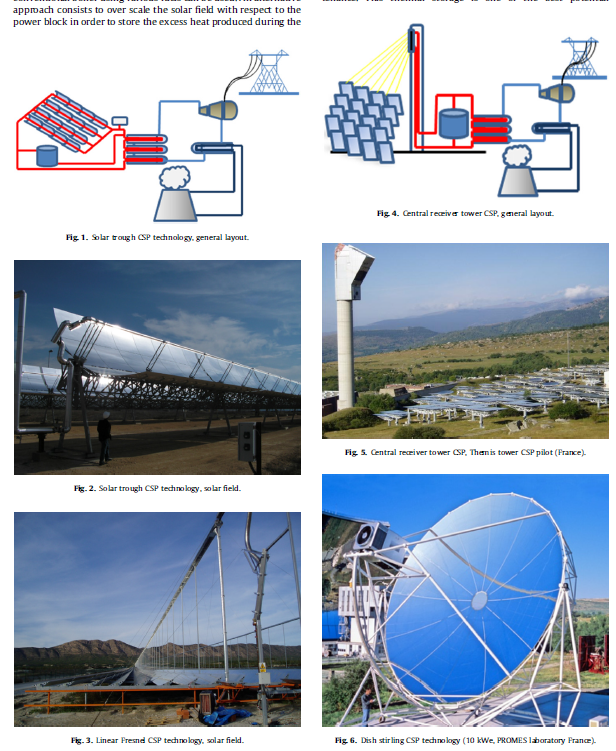 approach consists to over scale the solar field with respect to the
power block in order to store the excess heat produced during the
Fig. 1. Solar trough CSP technology, general layout.
Fig. 2. Solar trough CSP technology, solar field.
Fig. 3. Linear Fresnel CSP technology, solar field.
Fig. 4. Central receiver tower CSP, general layout.
Fig. 5. Central receiver tower CSP, Themis tower CSP pilot (France).
Fig. 6. Dish stirling CSP technology (10 kWe, PROMES laboratory France).